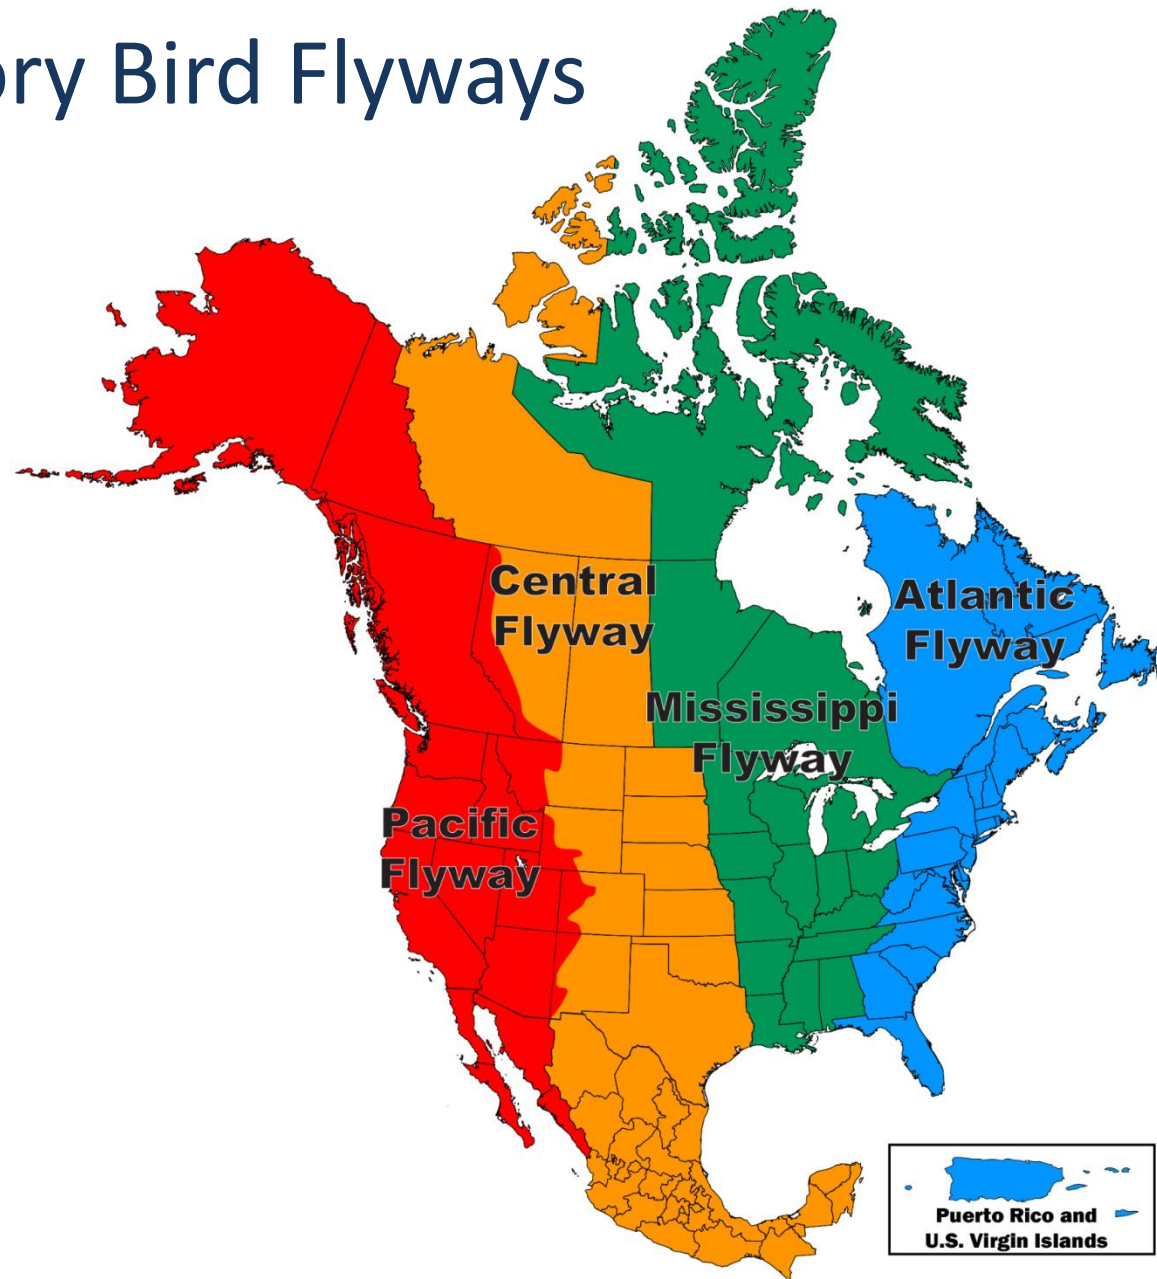 ory Bird Flyways
Central
Flyway
Atlantic
Flyway
Mississippi
Flyway
Pacific
Flyway
Puerto Rico and
U.S. Virgin Islands